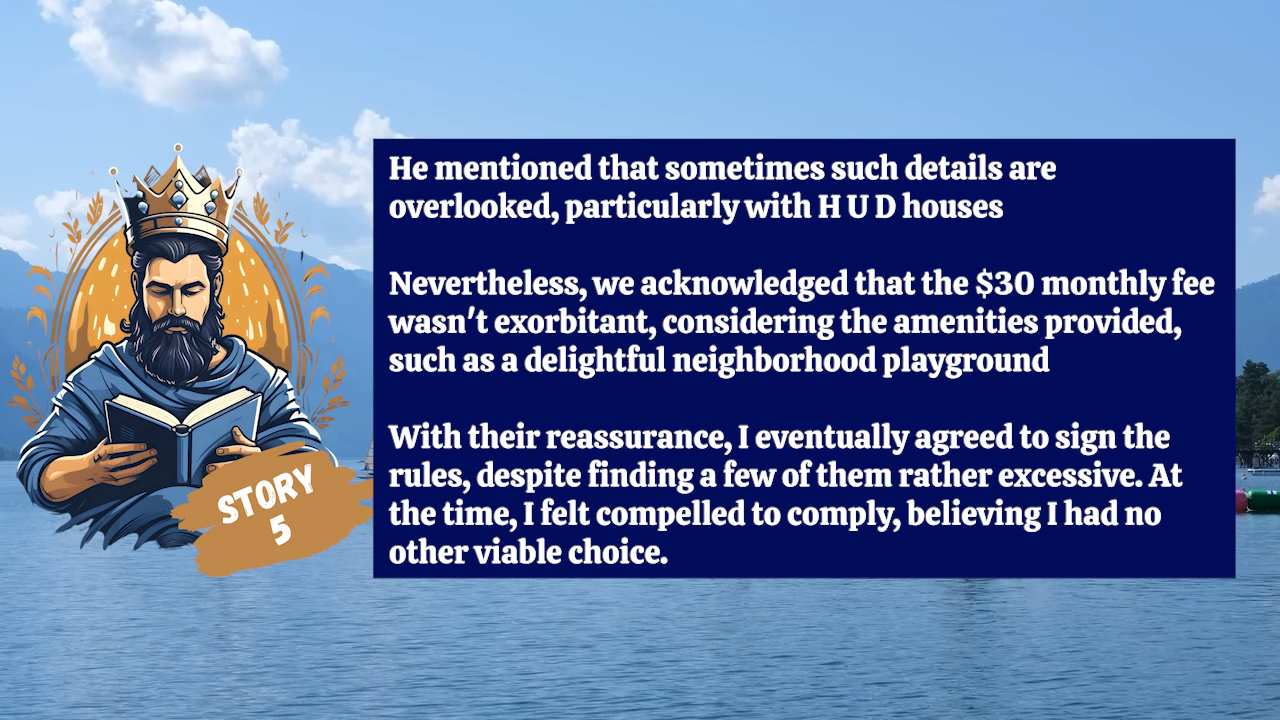 He mentioned that sometimes such details are
overlooked, particularly with H U D houses
Nevertheless, we acknowledged that the $30 monthly fee
wasn't exorbitant, considering the amenities provided,
such as a delightful neighborhood playground
With their reassurance, I eventually agreed to sign the
rules, despite finding a few of them rather excessive. At
the time, I felt compelled to comply, believing I had no
other viable choice.
STORY
5